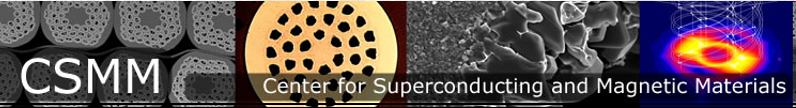 CSMM
Center for Superconducting and Magnetic Materials